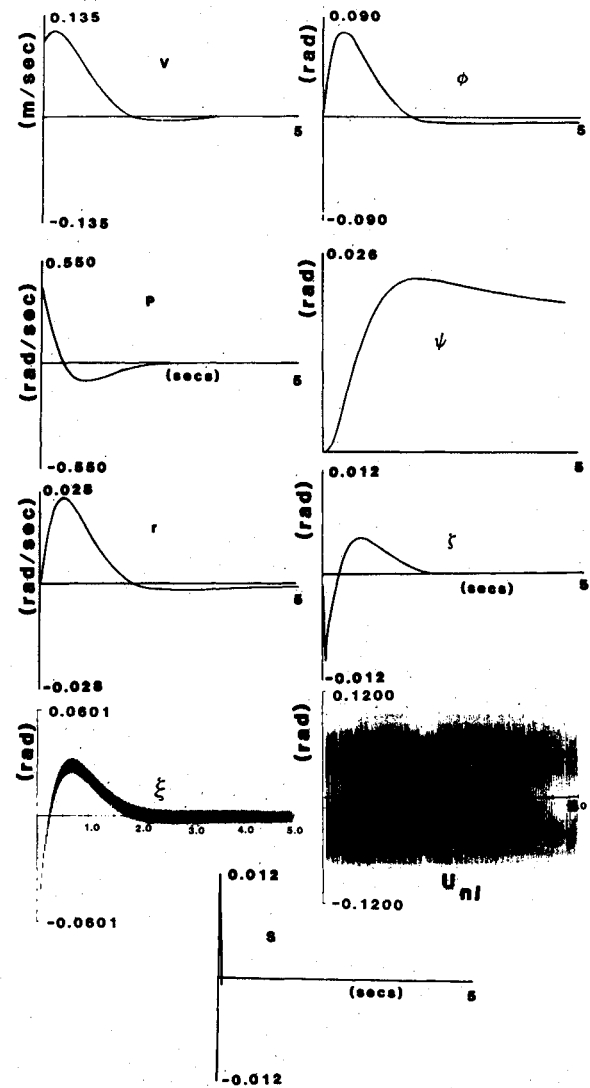 0.135
(m/sec)
v
5
-0.135
0.090
(rad)
ϕ
5
-0.090
0.550
(rad/sec)
P
(secs)
5
-0.550
0.026
(rad)
ψ
5
0.028
(rad/sec)
r
5
-0.028
0.012
(rad)
ζ
(secs)
5
-0.012
0.0601
(rad)
ξ
1.0 2.0 3.0 4.0 5.0
-0.0601
0.1200
(rad)
Unl
-0.1200
0.012
s
(secs)
5
-0.012